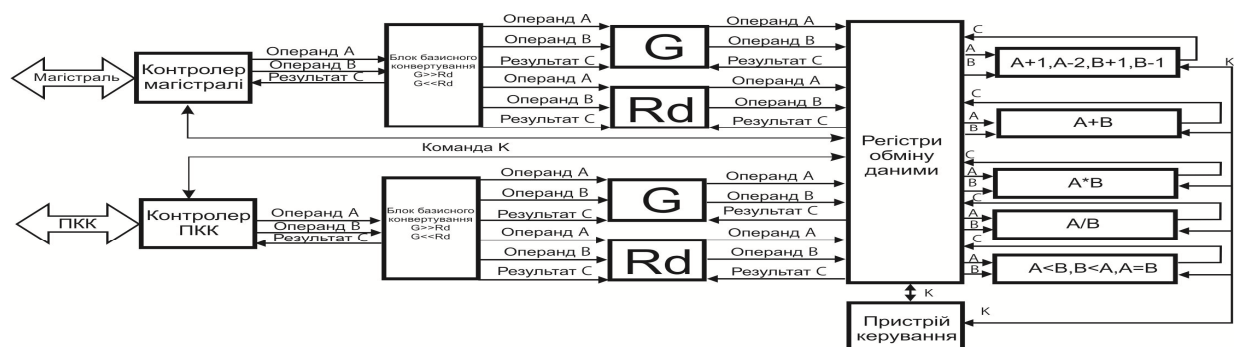 Магістраль
Контролер
магістралі
Операнд А
Операнд В
Результат С
Блок базисного
конвертування
G>>Rd
G<<Rd
Операнд А
Операнд В
Результат С
Операнд А
Операнд В
Результат С
G
Rd
Операнд А
Операнд В
Результат С
Операнд А
Операнд В
Результат С
Команда К
ПКК
Контролер
ПКК
Операнд А
Операнд В
Результат С
Блок базисного
конвертування
G>>Rd
G<<Rd
Операнд А
Операнд В
Результат С
Операнд А
Операнд В
Результат С
G
Rd
Операнд А
Операнд В
Результат С
Операнд А
Операнд В
Результат С
Регістри
обміну
даними
К
Пристрій
керування
С
А
В
А+1,А-2,В+1,В-1
К
С
А
В
А+В
С
А
В
А*В
С
А
В
А/В
С
А
В
А<В,В<А,А=В
К